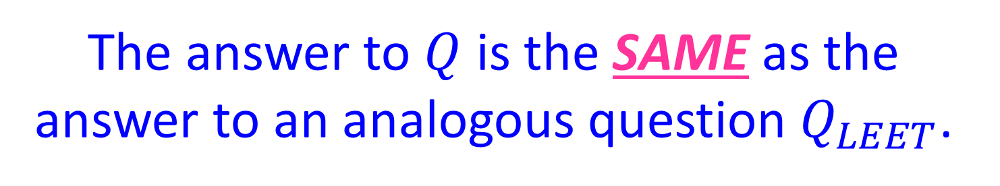 The answer to Q is the SAME as the
answer to an analogous question Q_LEET.